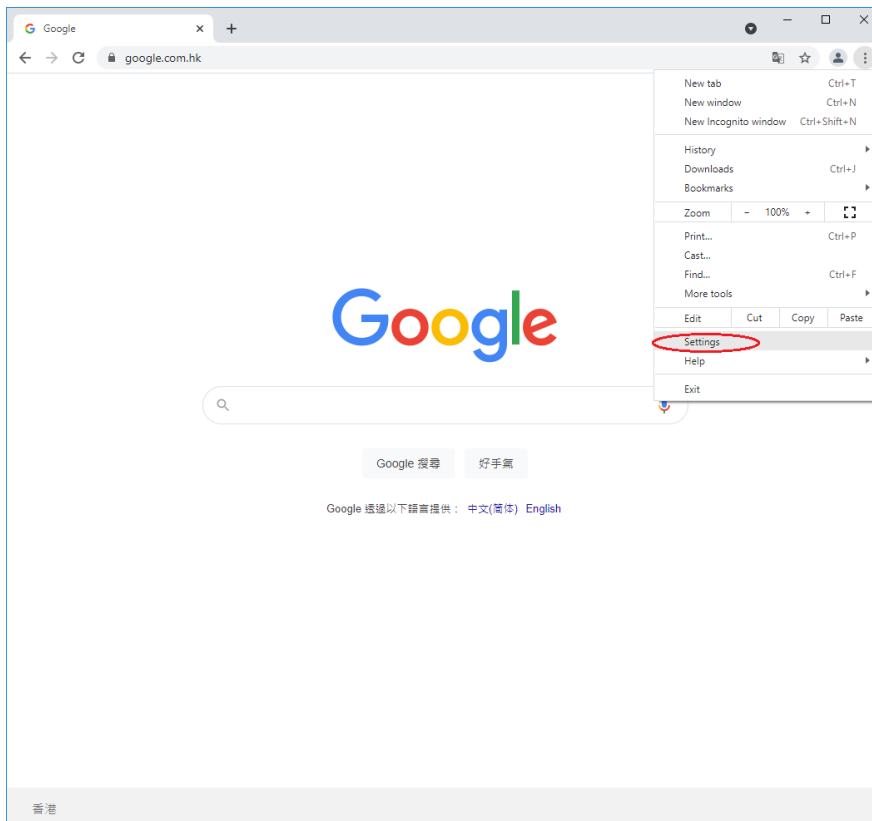 Google
google.com.hk
New tab Ctrl+T
New window Ctrl+N
New Incognito window Ctrl+Shift+N
History
Downloads Ctrl+J
Bookmarks
Zoom - 100% +
Print... Ctrl+P
Cast...
Find... Ctrl+F
More tools
Edit Cut Copy Paste
Settings
Help
Exit
Google
Google 搜尋 好手氣
Google 透過以下語言提供： 中文(简体) English
香港